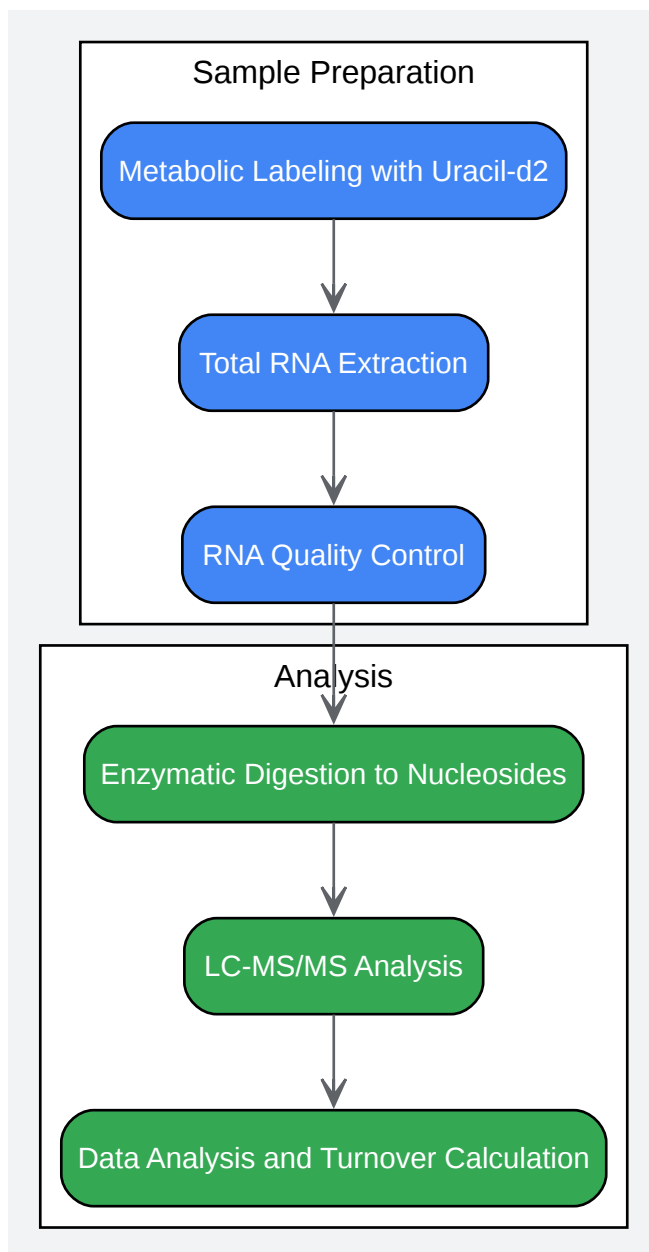 Sample Preparation
Metabolic Labeling with Uracil-d2
Total RNA Extraction
RNA Quality Control
Analysis
Enzymatic Digestion to Nucleosides
LC-MS/MS Analysis
Data Analysis and Turnover Calculation